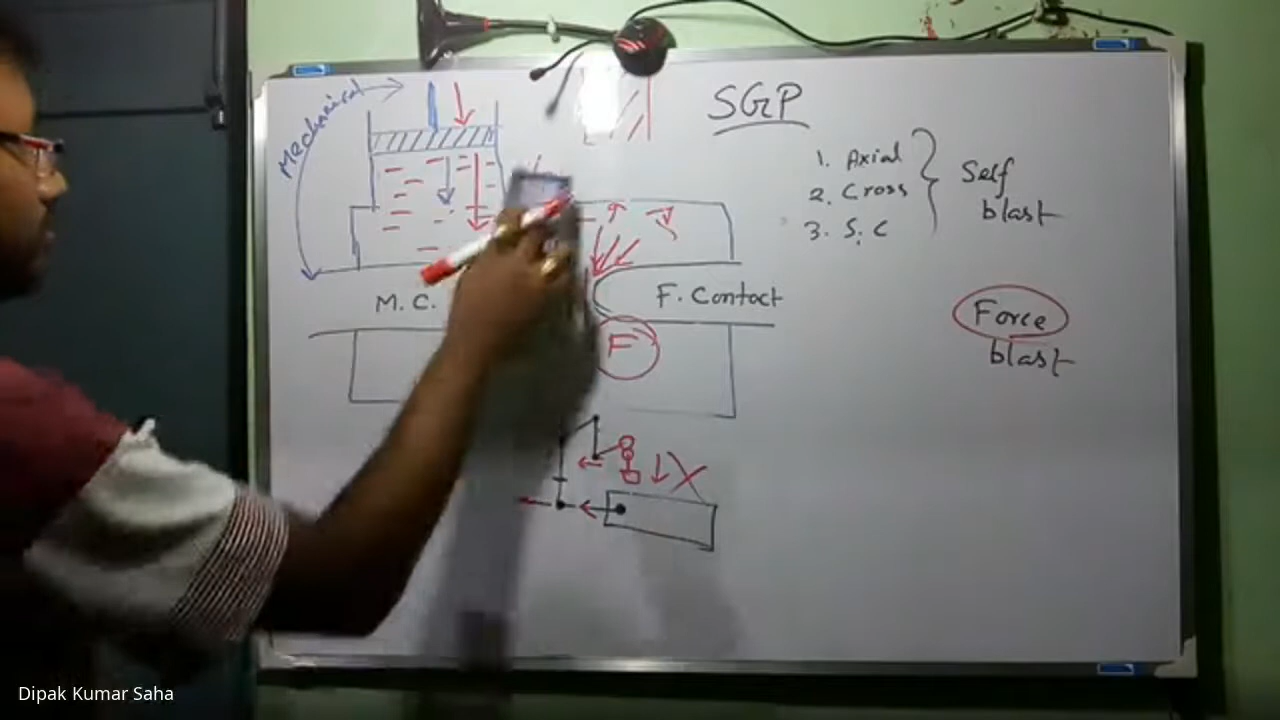 SGP
Mechanical
1. Axial
2. Cross
3. S.C
Self
blast
M.C.
F. Contact
Force
blast
F
Dipak Kumar Saha